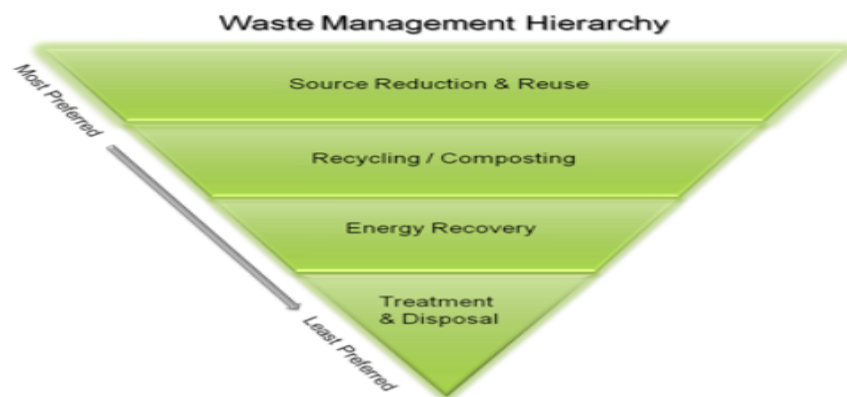 Waste Management Hierarchy
Most Preferred
Source Reduction & Reuse
Recycling / Composting
Energy Recovery
Treatment
& Disposal
Least Preferred